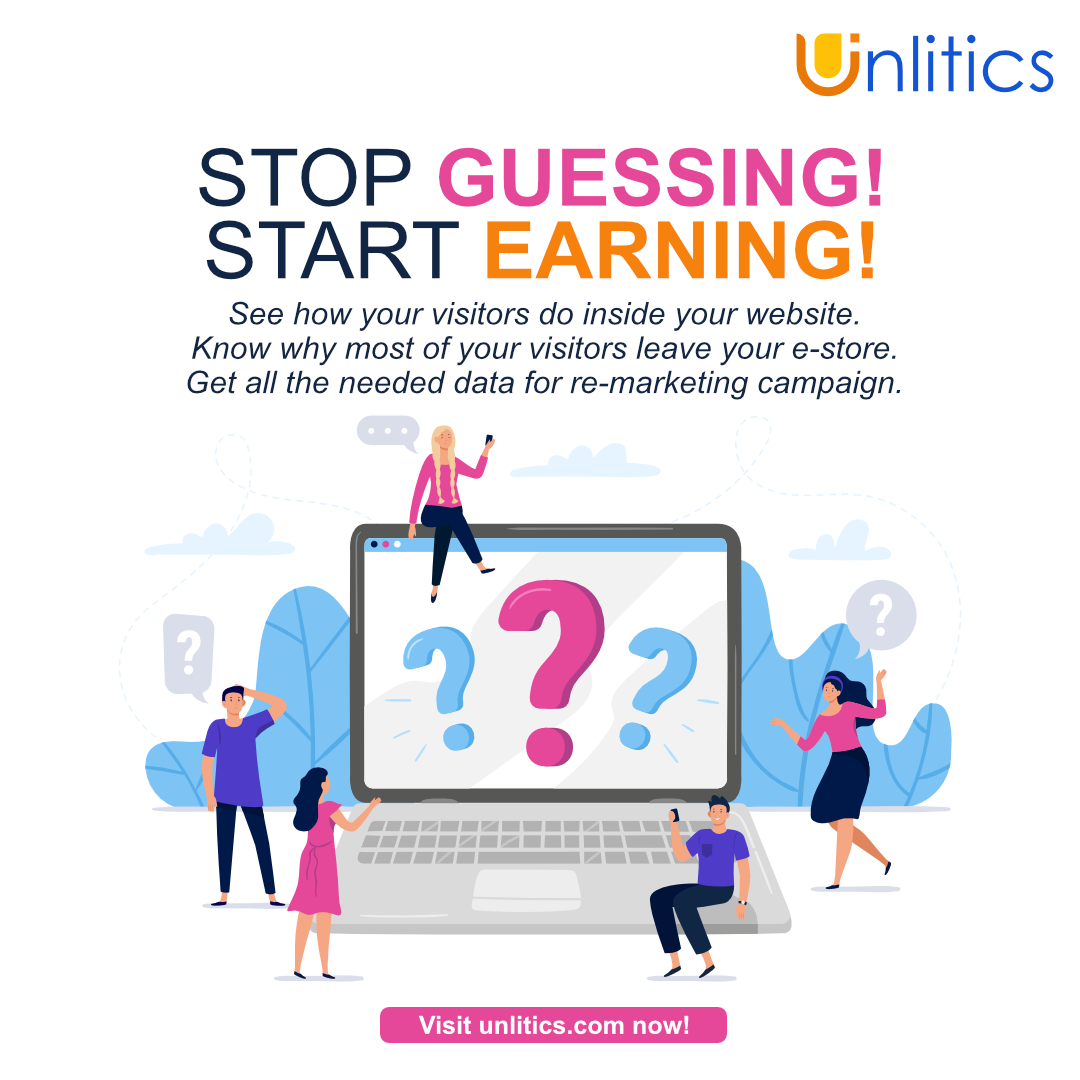 Unlitics
STOP GUESSING!
START EARNING!
See how your visitors do inside your website.
Know why most of your visitors leave your e-store.
Get all the needed data for re-marketing campaign.
?
?
?
?
?
Visit unlitics.com now!